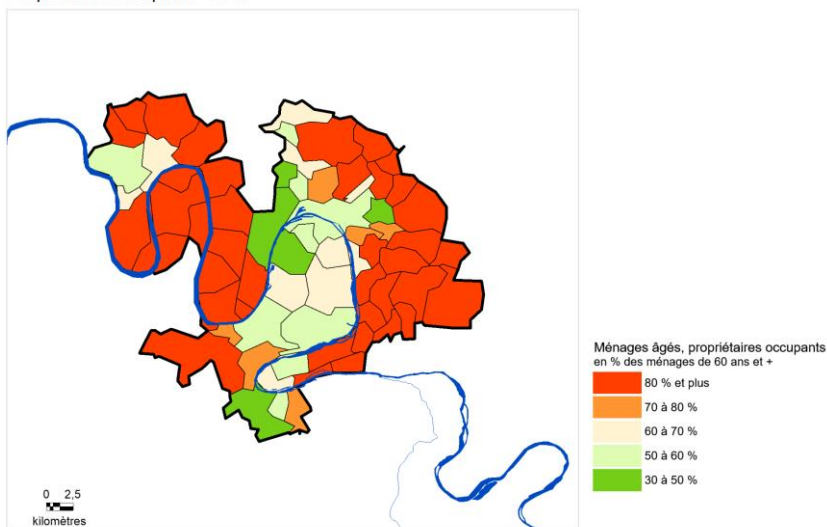 Ménages âgés, propriétaires occupants
en % des ménages de 60 ans et +
80 % et plus
70 à 80 %
60 à 70 %
50 à 60 %
30 à 50 %
0 2,5
kilomètres